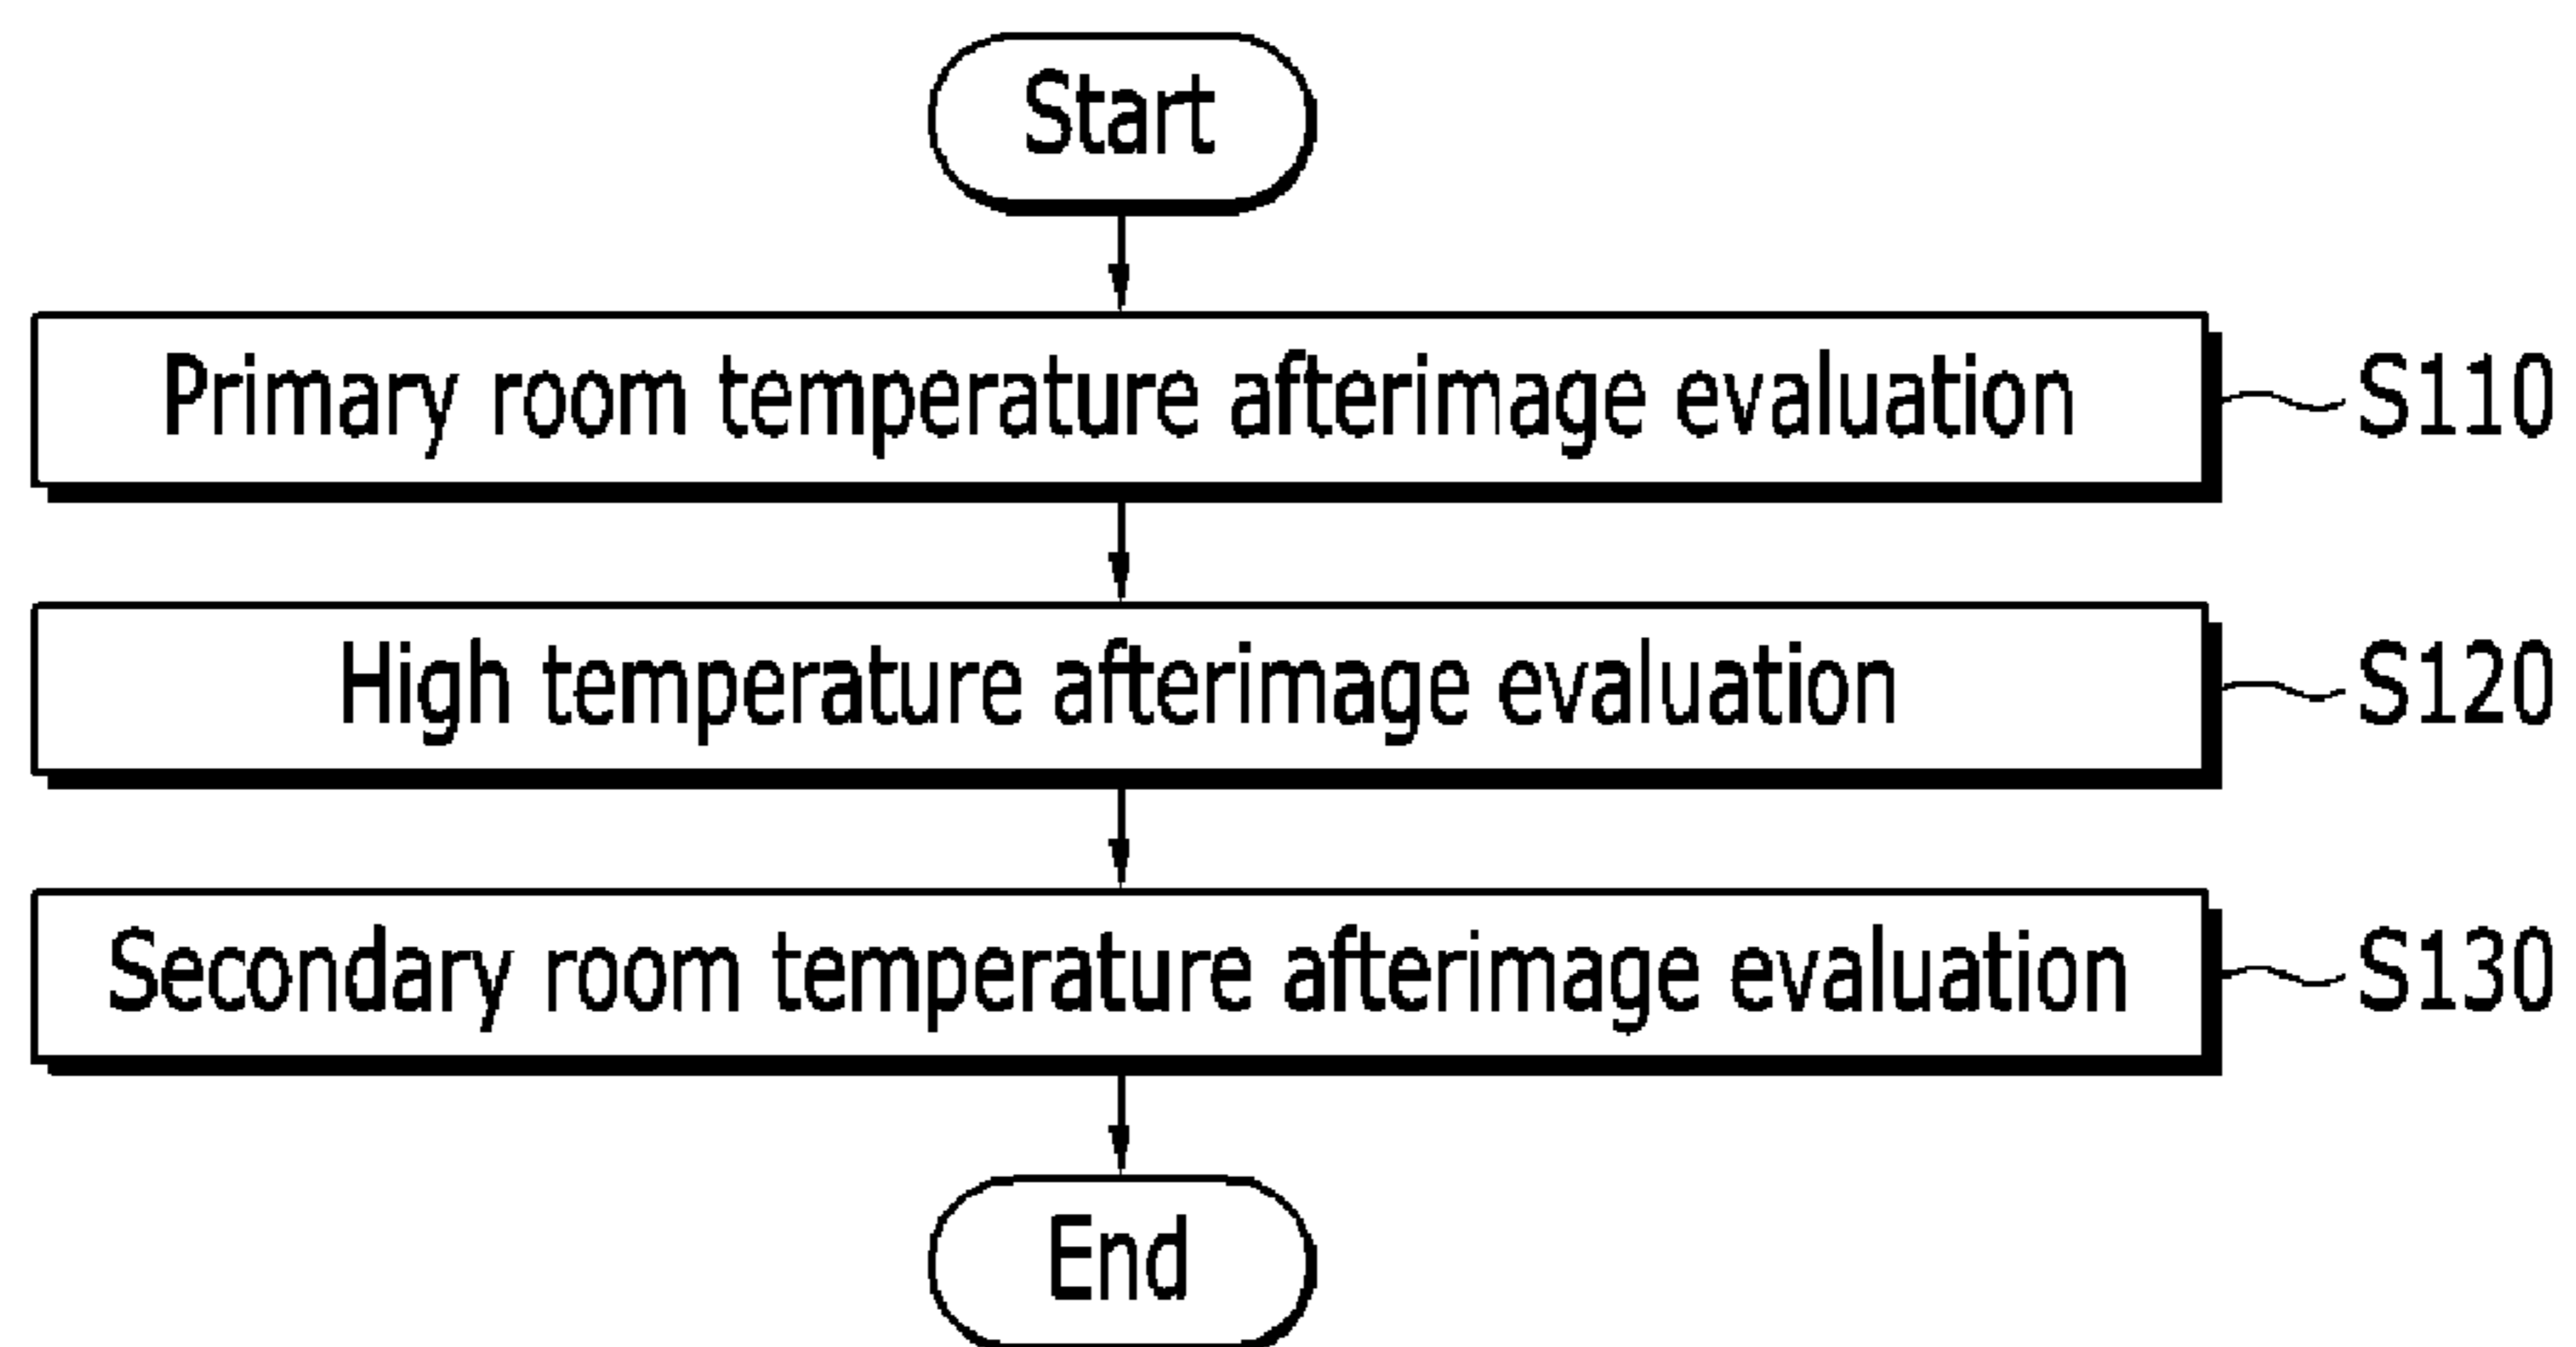 Start
Primary room temperature afterimage evaluation S110
High temperature afterimage evaluation S120
Secondary room temperature afterimage evaluation S130
End